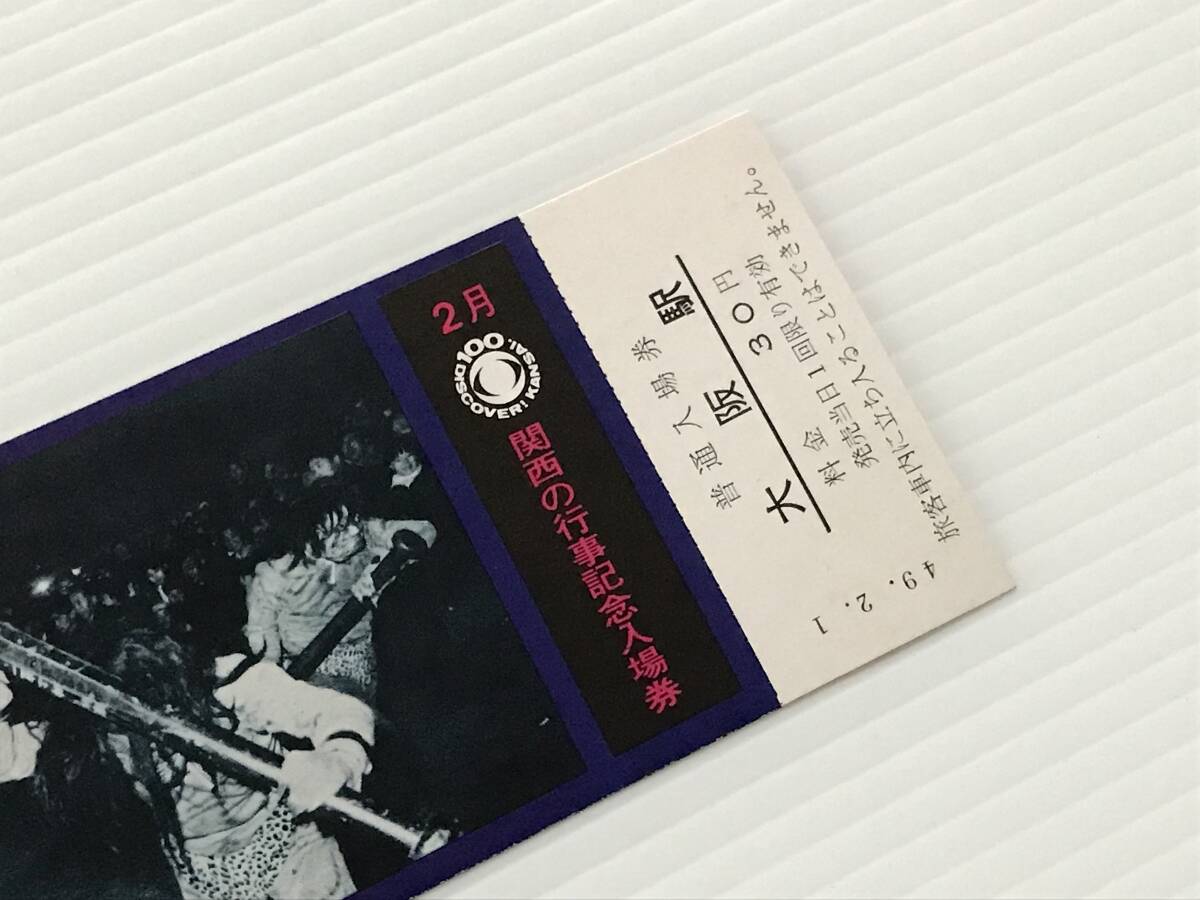 2月
DISCOVER! 100 KANSAI.
関西の行事記念入場券
普通入場券
大阪駅
料金 30円
発売当日1回限り有効
旅客車内に立ち入ることはできません。
49.2.1